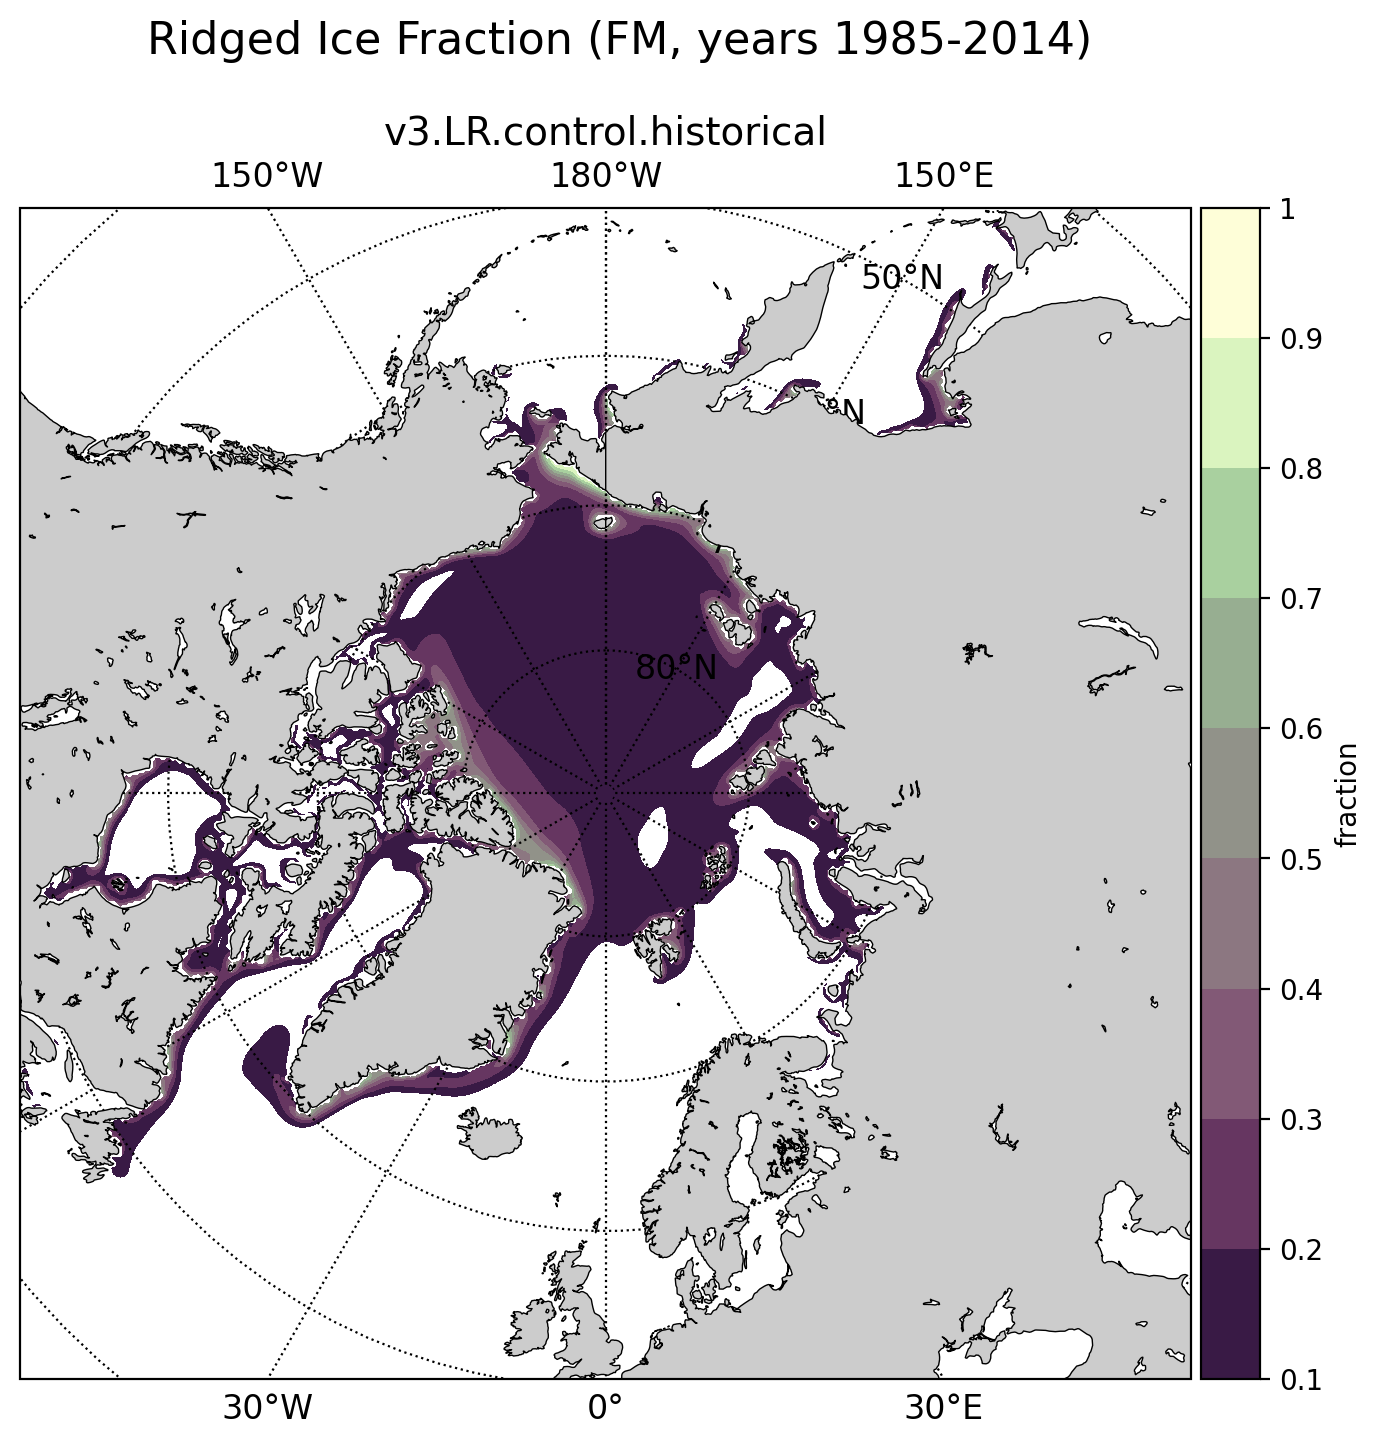 Ridged Ice Fraction (FM, years 1985-2014)
v3.LR.control.historical
150°W 180°W 150°E
50°N
°N
80°N
30°W 0° 30°E
1
0.9
0.8
0.7
0.6
0.5
0.4
0.3
0.2
0.1
fraction